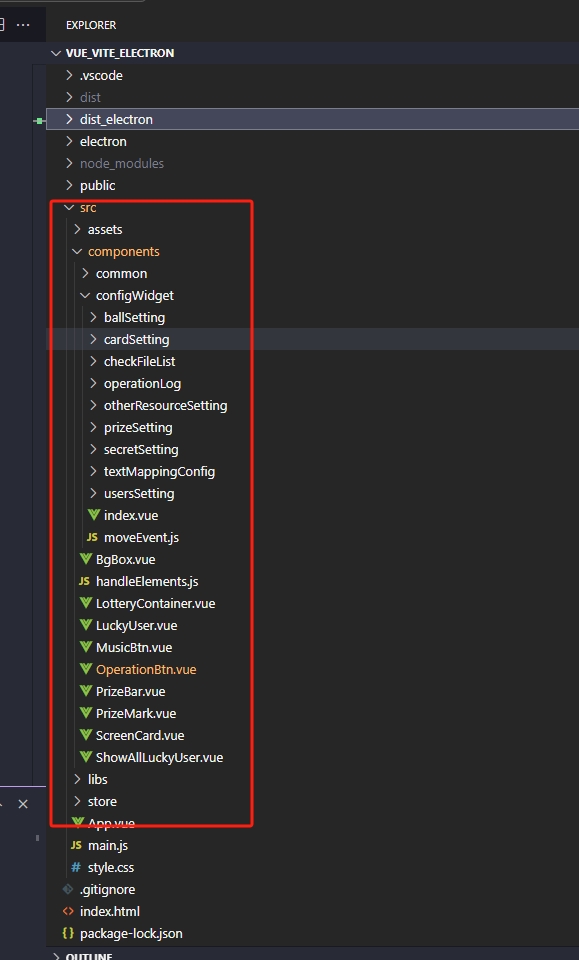 EXPLORER
VUE_VITE_ELECTRON
.vscode
dist
dist_electron
electron
node_modules
public
src
assets
components
common
configWidget
ballSetting
cardSetting
checkFileList
operationLog
otherResourceSetting
prizeSetting
secretSetting
textMappingConfig
usersSetting
index.vue
JS moveEvent.js
BgBox.vue
JS handleElements.js
LotteryContainer.vue
LuckyUser.vue
MusicBtn.vue
OperationBtn.vue
PrizeBar.vue
PrizeMark.vue
ScreenCard.vue
ShowAllLuckyUser.vue
libs
store
App.vue
JS main.js
# style.css
.gitignore
<> index.html
{} package-lock.json
OUTLINE